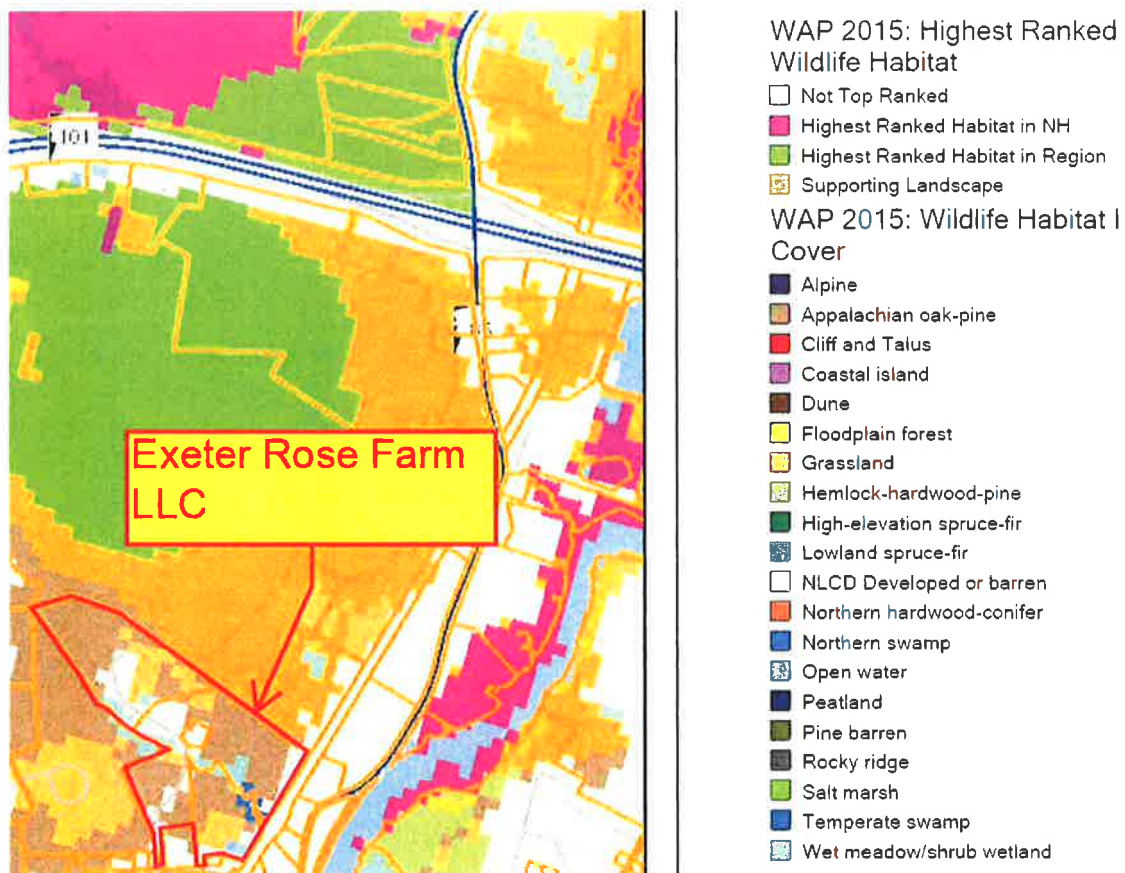 101
Exeter Rose Farm
LLC
WAP 2015: Highest Ranked
Wildlife Habitat
Not Top Ranked
Highest Ranked Habitat in NH
Highest Ranked Habitat in Region
Supporting Landscape
WAP 2015: Wildlife Habitat l
Cover
Alpine
Appalachian oak-pine
Cliff and Talus
Coastal island
Dune
Floodplain forest
Grassland
Hemlock-hardwood-pine
High-elevation spruce-fir
Lowland spruce-fir
NLCD Developed or barren
Northern hardwood-conifer
Northern swamp
Open water
Peatland
Pine barren
Rocky ridge
Salt marsh
Temperate swamp
Wet meadow/shrub wetland